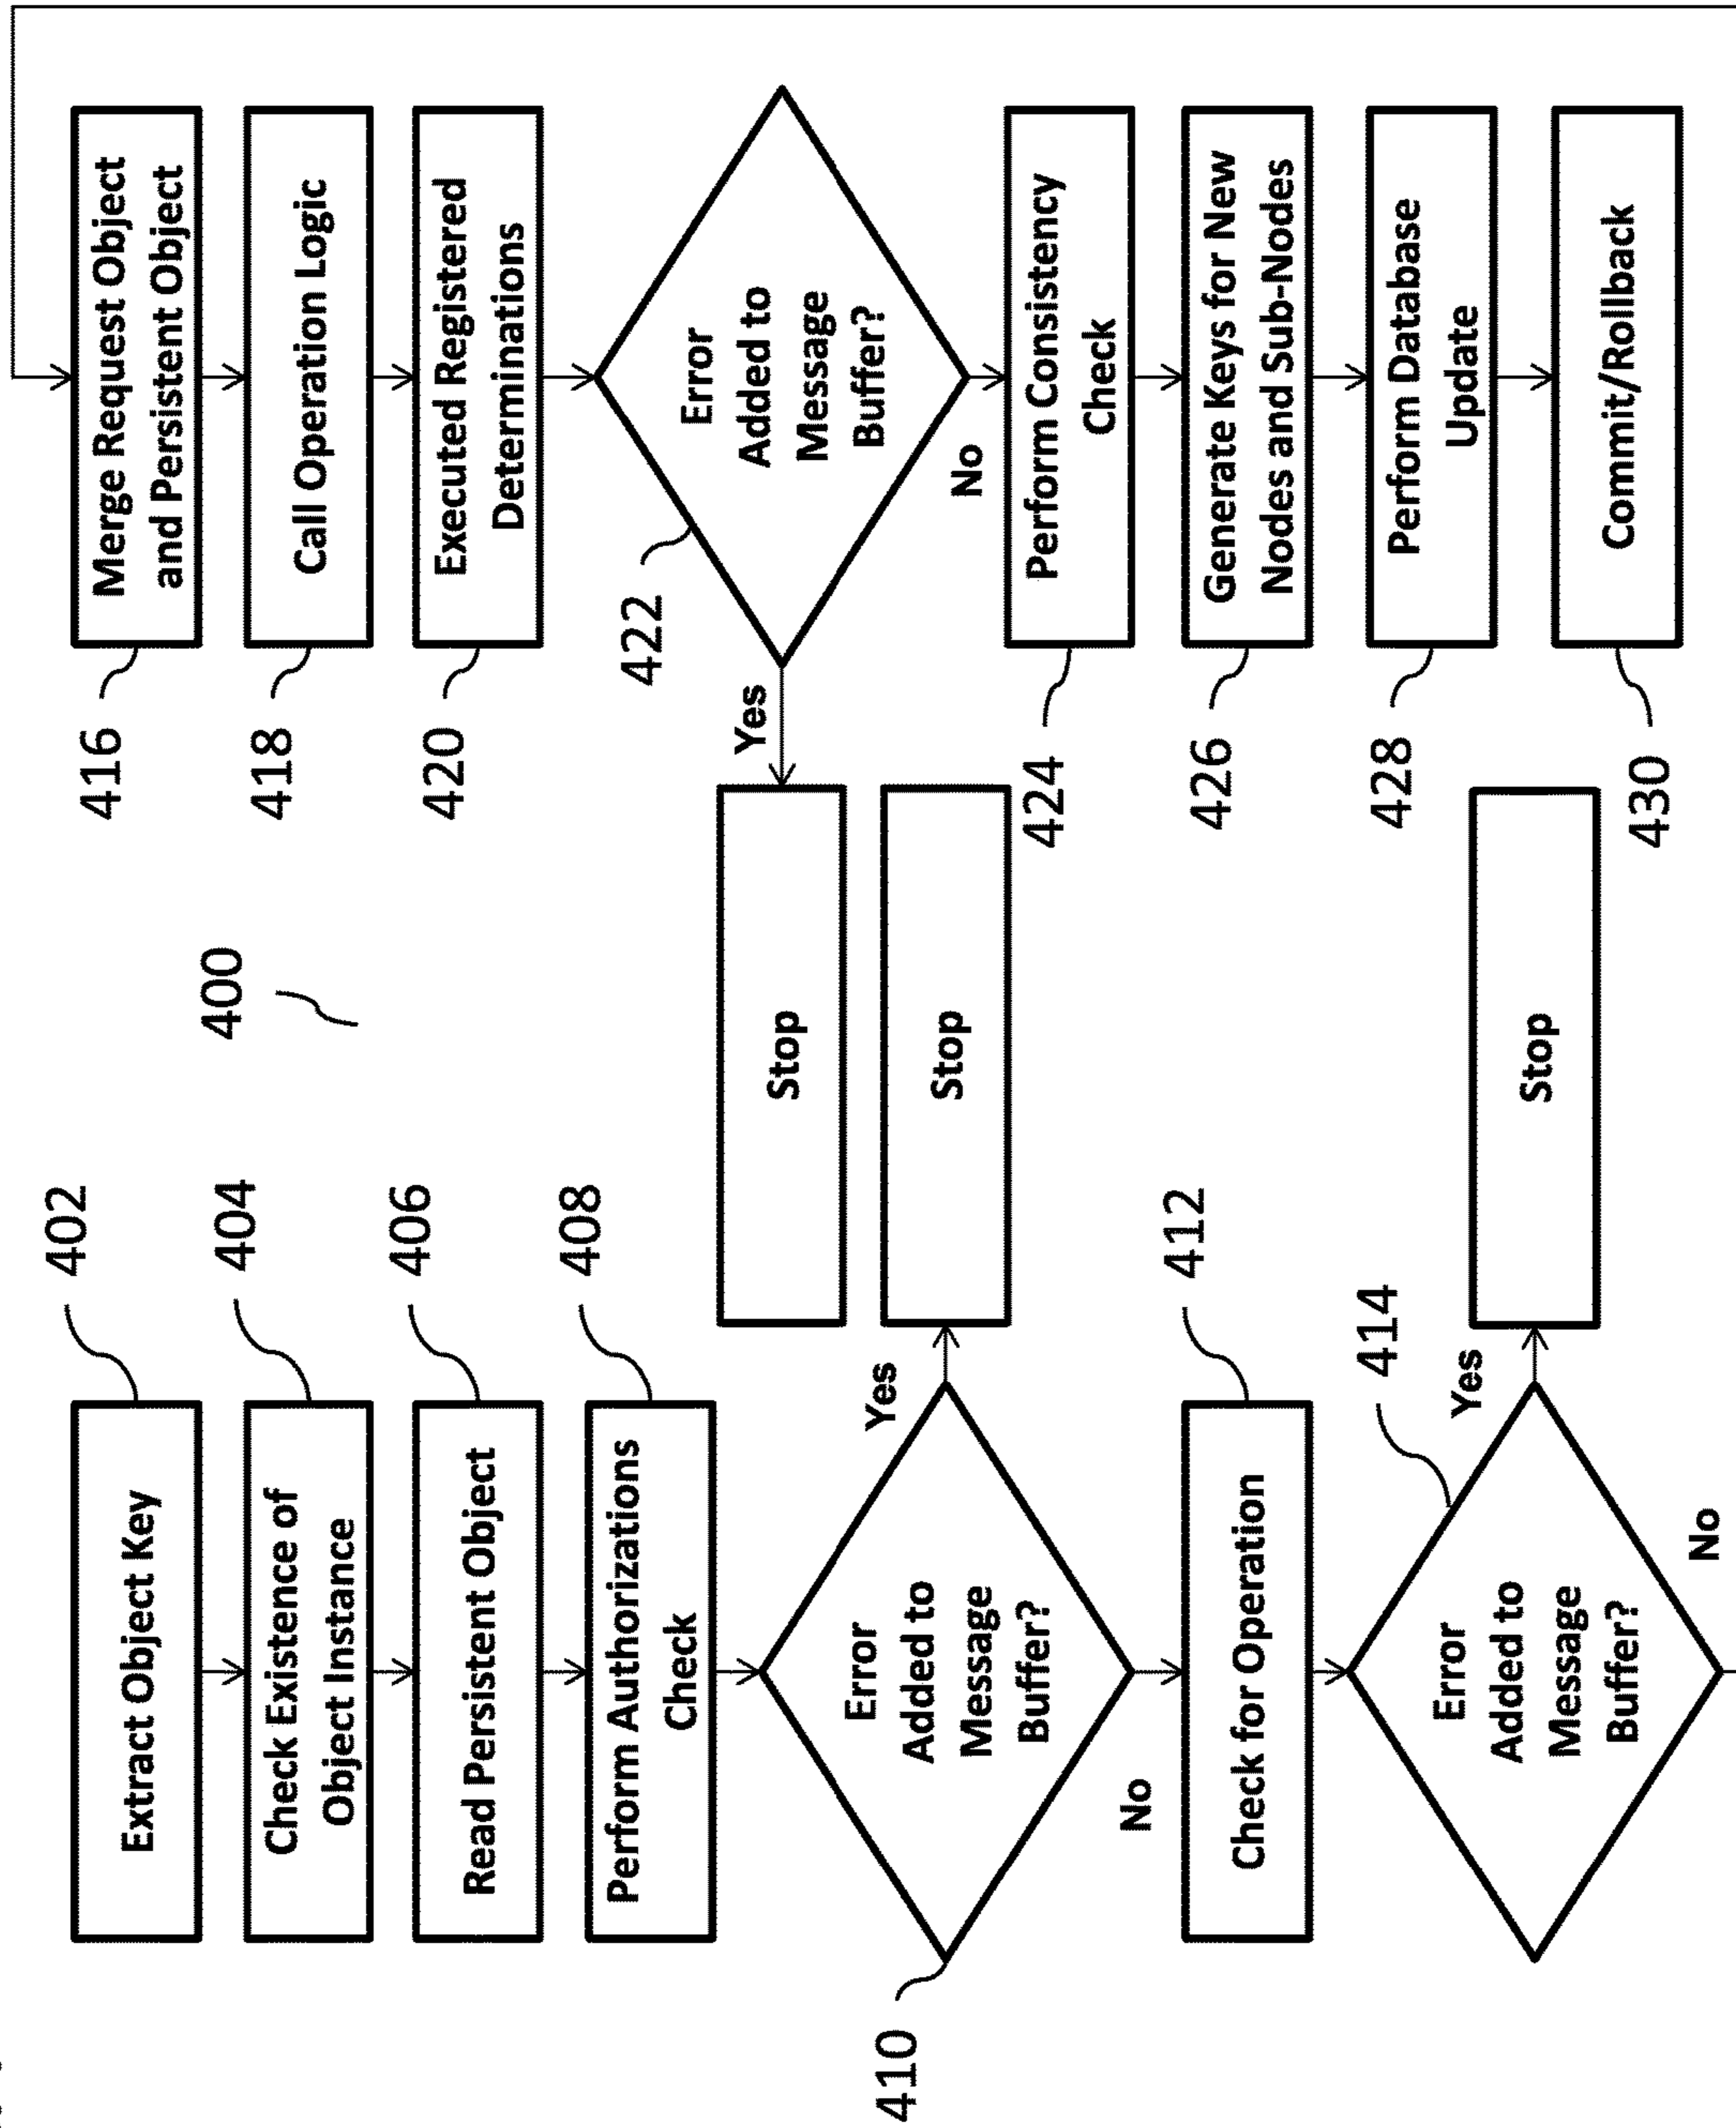 400
402
Extract Object Key
404
Check Existence of
Object Instance
406
Read Persistent Object
408
Perform Authorizations
Check
410
Error
Added to
Message
Buffer?
Yes
Stop
No
412
Check for Operation
414
Error
Added to
Message
Buffer?
Yes
Stop
No
416
Merge Request Object
and Persistent Object
418
Call Operation Logic
420
Executed Registered
Determinations
422
Error
Added to
Message
Buffer?
Yes
Stop
No
424
Perform Consistency
Check
426
Generate Keys for New
Nodes and Sub-Nodes
428
Perform Database
Update
430
Commit/Rollback